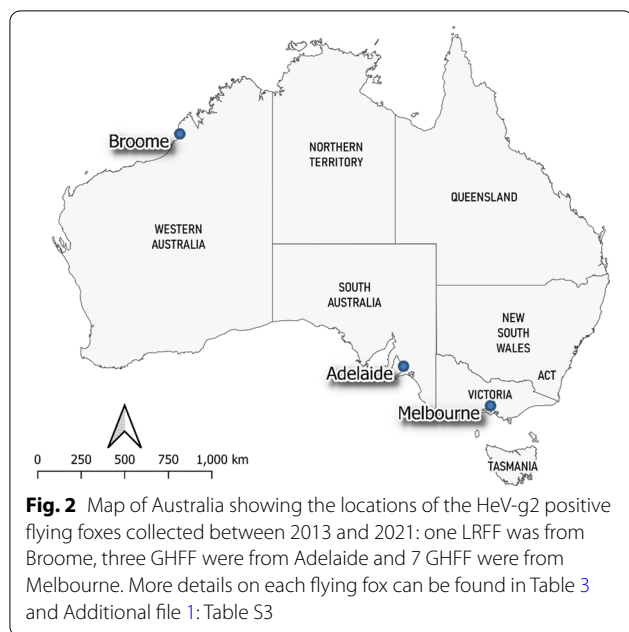 Broome
NORTHERN
TERRITORY
QUEENSLAND
WESTERN
AUSTRALIA
SOUTH
AUSTRALIA
NEW
SOUTH
WALES
Adelaide
ACT
VICTORIA
Melbourne
TASMANIA
0 250 500 750 1,000 km
Fig. 2 Map of Australia showing the locations of the HeV-g2 positive
flying foxes collected between 2013 and 2021: one LRFF was from
Broome, three GHFF were from Adelaide and 7 GHFF were from
Melbourne. More details on each flying fox can be found in Table 3
and Additional file 1: Table S3